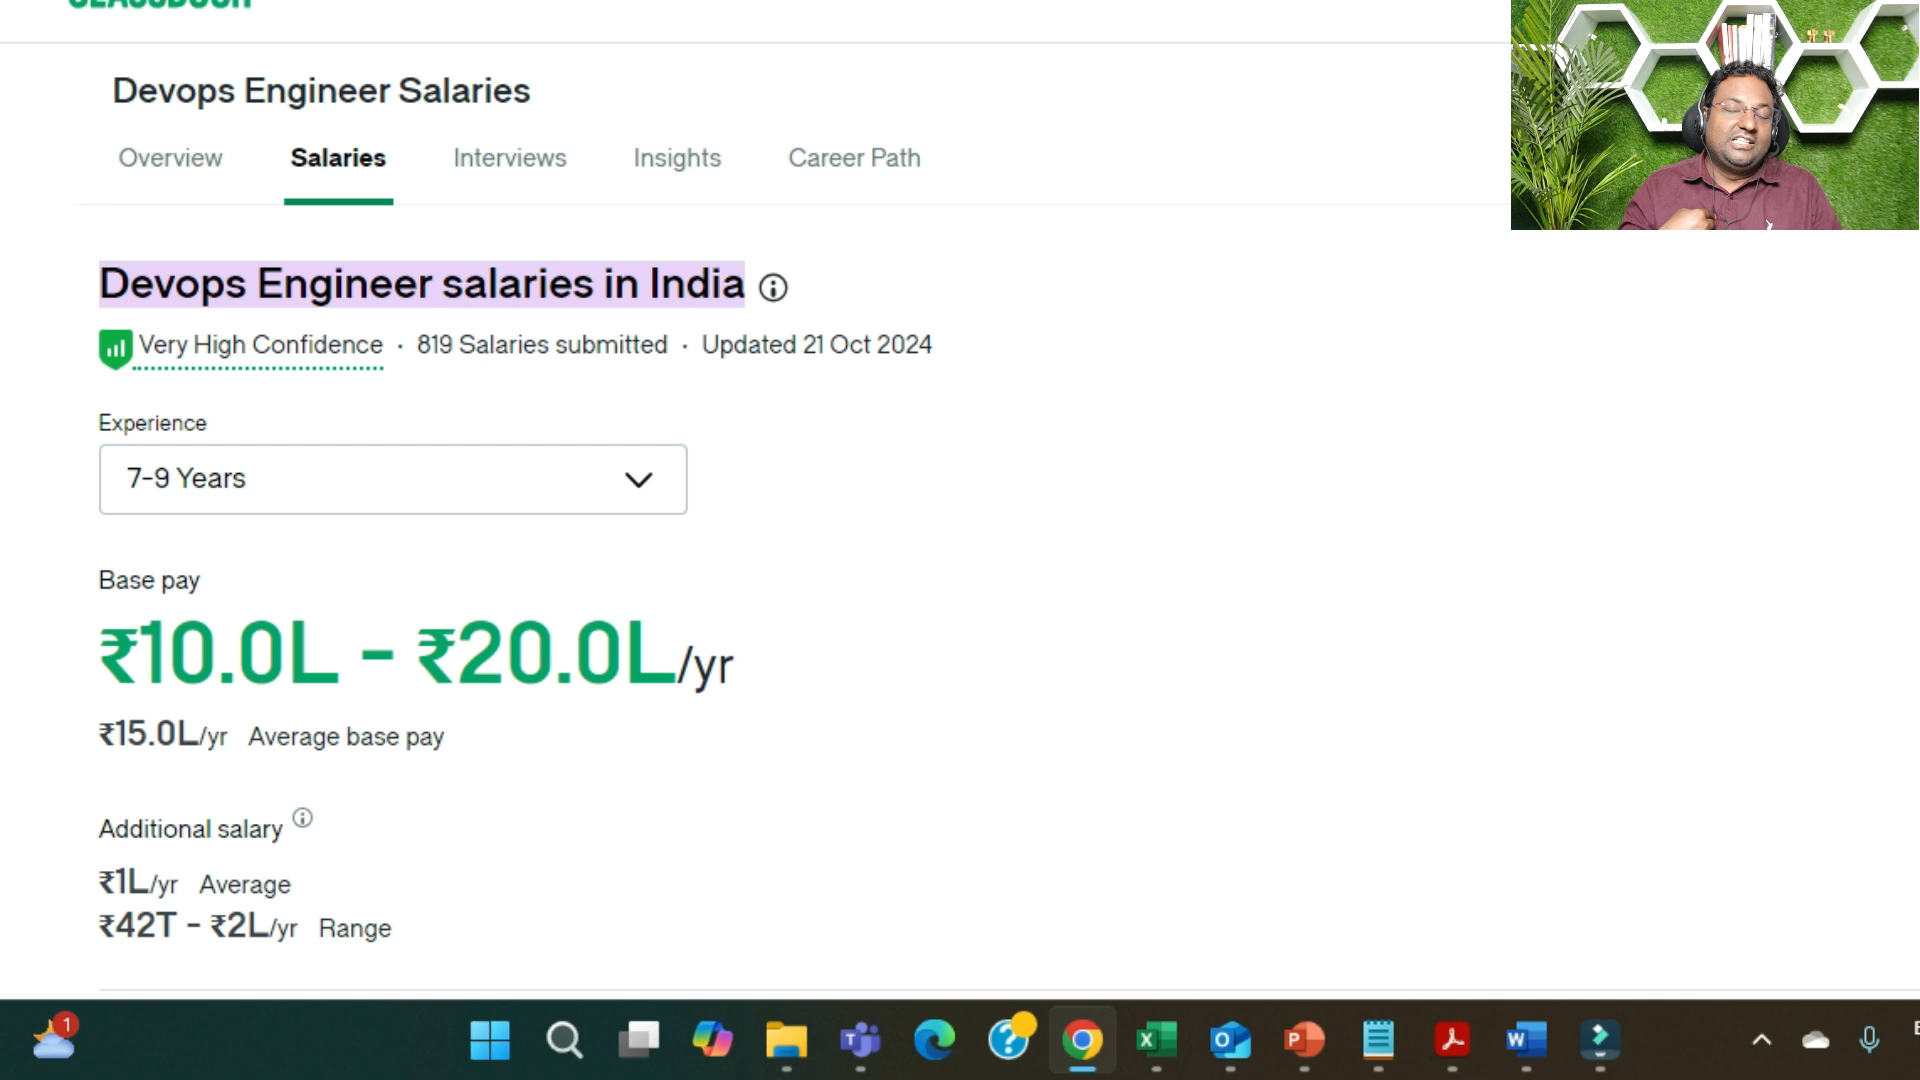 GLASSDOOR
Devops Engineer Salaries
Overview Salaries Interviews Insights Career Path
Devops Engineer salaries in India
Very High Confidence · 819 Salaries submitted · Updated 21 Oct 2024
Experience
7-9 Years
Base pay
₹10.0L - ₹20.0L/yr
₹15.0L/yr Average base pay
Additional salary
₹1L/yr Average
₹42T - ₹2L/yr Range
1